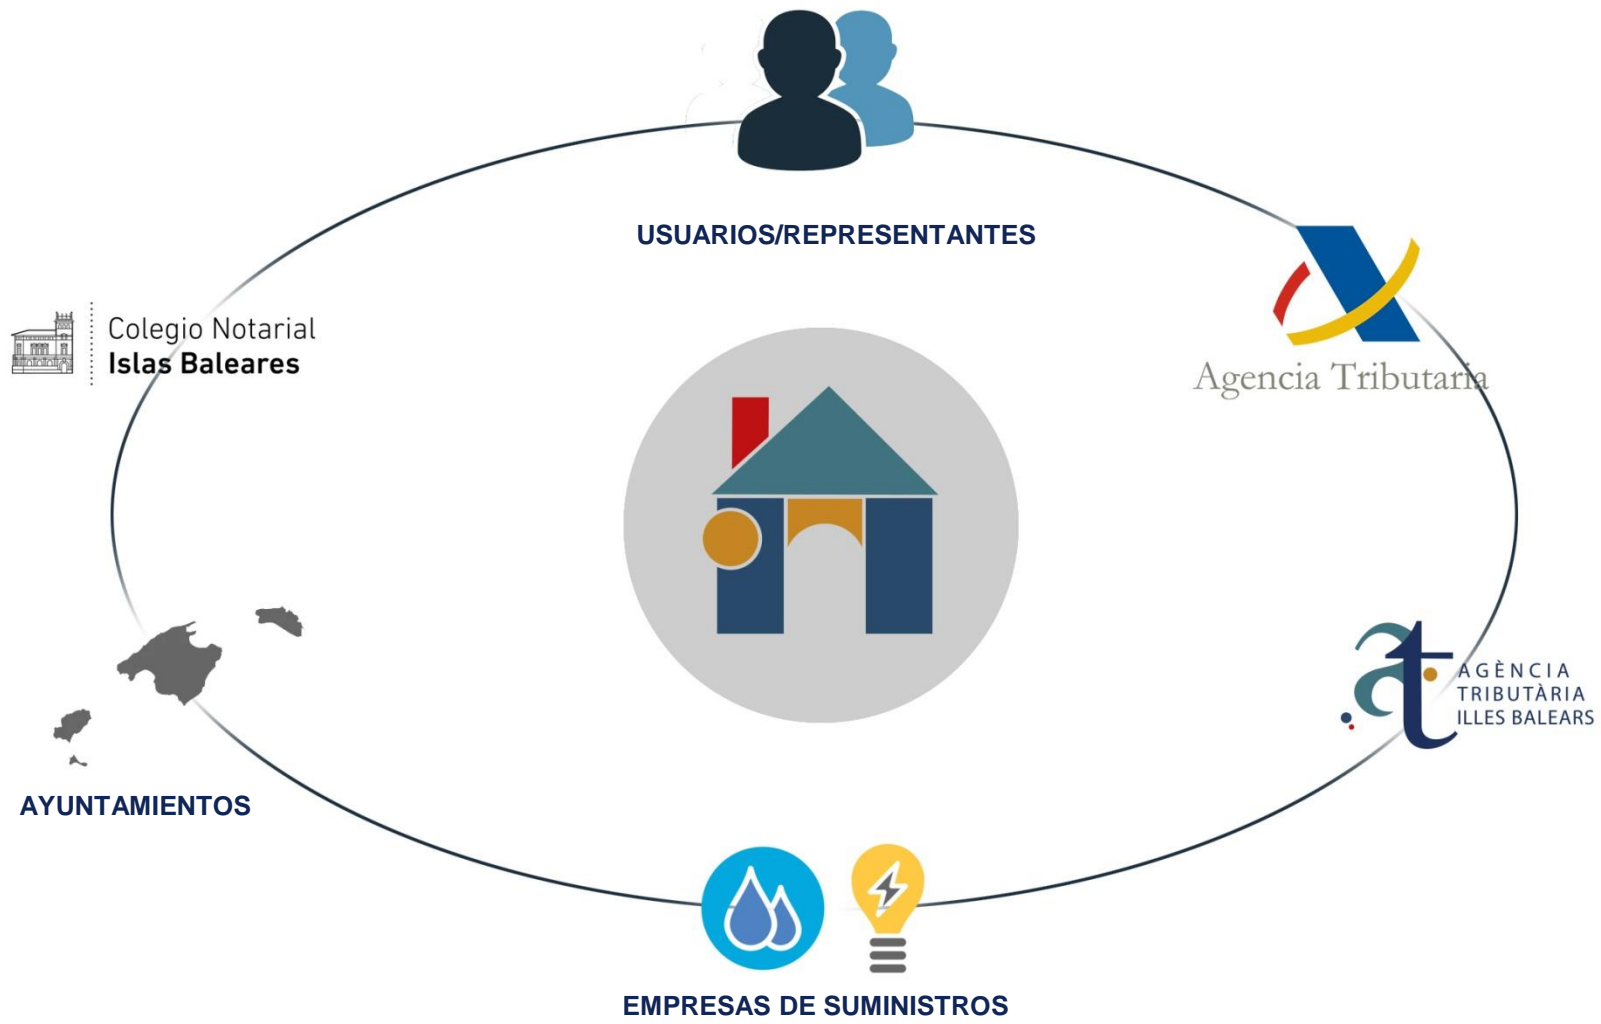 USUARIOS/REPRESENTANTES
Colegio Notarial
Islas Baleares
Agencia Tributaria
AGÈNCIA
TRIBUTÀRIA
ILLES BALEARS
AYUNTAMIENTOS
EMPRESAS DE SUMINISTROS